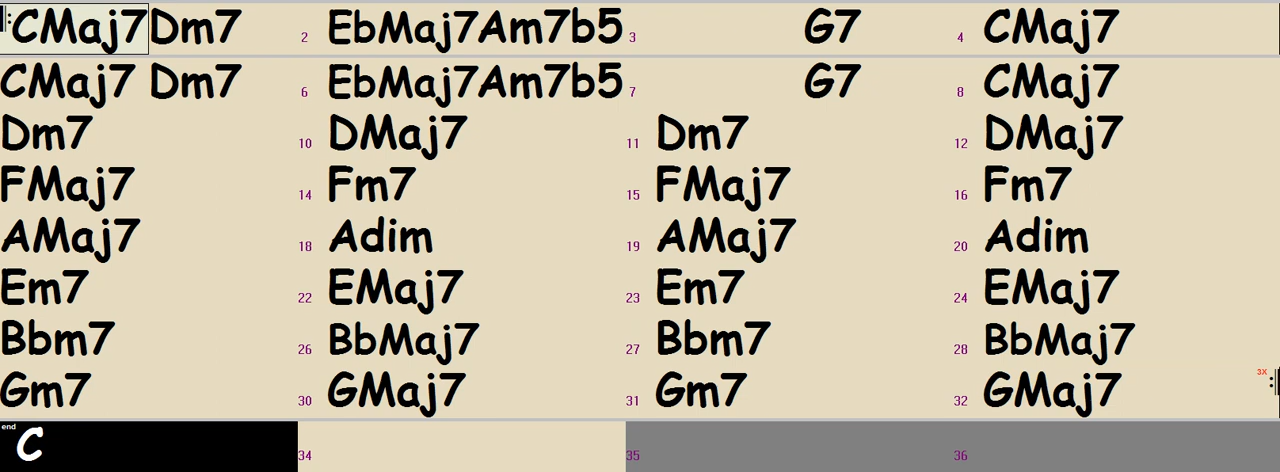 CMaj7 Dm7 2 EbMaj7 Am7b5 3 G7 4 CMaj7
CMaj7 Dm7 6 EbMaj7 Am7b5 7 G7 8 CMaj7
Dm7 10 DMaj7 11 Dm7 12 DMaj7
FMaj7 14 Fm7 15 FMaj7 16 Fm7
AMaj7 18 Adim 19 AMaj7 20 Adim
Em7 22 EMaj7 23 Em7 24 EMaj7
Bbm7 26 BbMaj7 27 Bbm7 28 BbMaj7
Gm7 30 GMaj7 31 Gm7 32 GMaj7 3X
end C 34 35 36